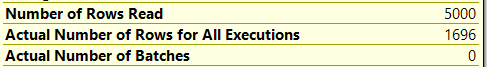 Number of Rows Read 5000
Actual Number of Rows for All Executions 1696
Actual Number of Batches 0